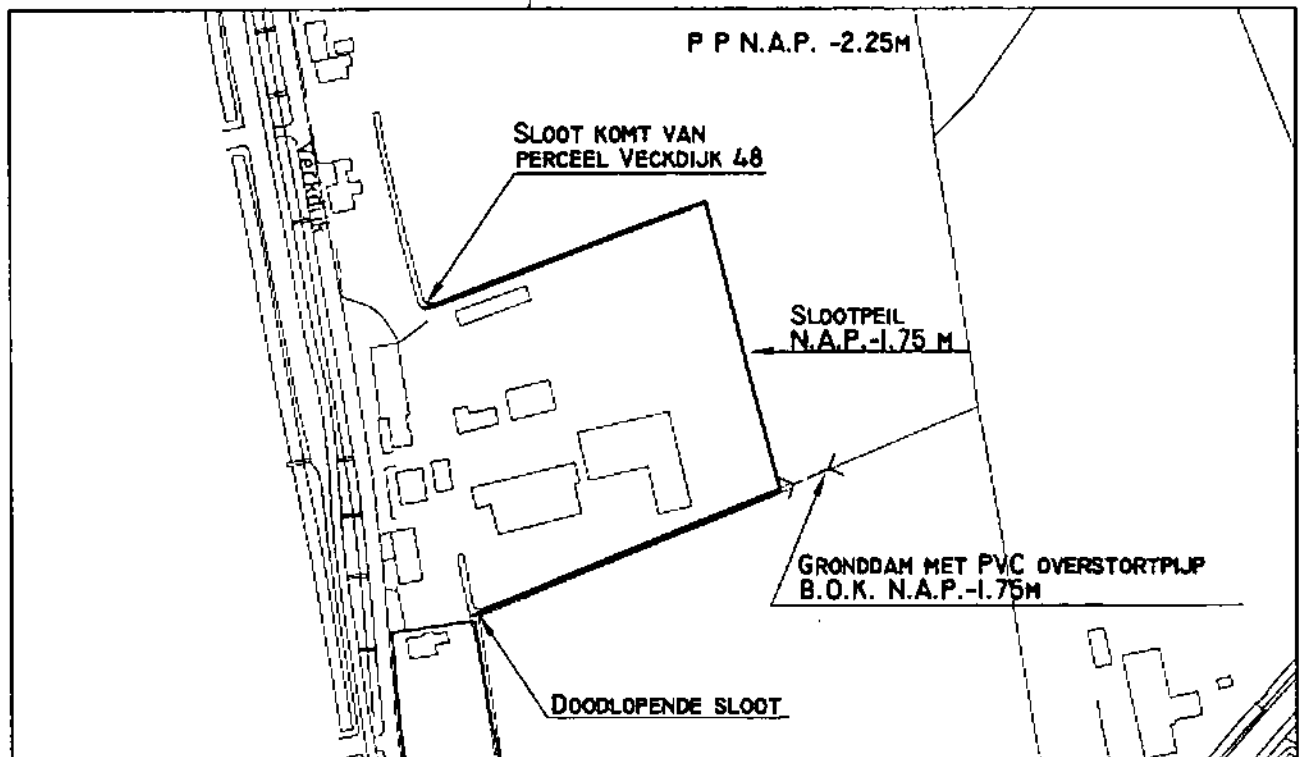 P P N.A.P. -2.25M
SLOOT KOMT VAN
PERCEEL VECKDIJK 48
SLOOTPEIL
N.A.P.-1.75 M
GRONDDAM MET PVC OVERSTORTPIJP
B.O.K. N.A.P.-1.75M
DOODLOPENDE SLOOT